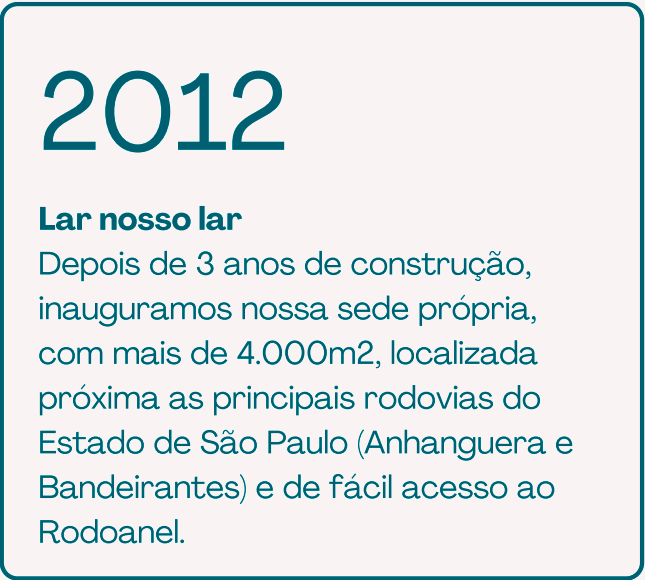 2012
Lar nosso lar
Depois de 3 anos de construção,
inauguramos nossa sede própria,
com mais de 4.000m2, localizada
próxima as principais rodovias do
Estado de São Paulo (Anhanguera e
Bandeirantes) e de fácil acesso ao
Rodoanel.